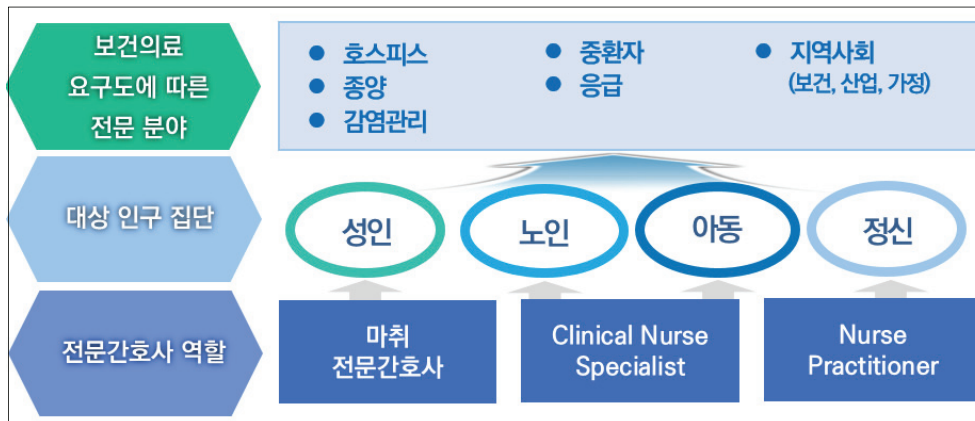 보건의료
요구도에 따른
전문 분야
● 호스피스
● 종양
● 감염관리
● 중환자
● 응급
● 지역사회
(보건, 산업, 가정)
대상 인구 집단
성인
노인
아동
정신
전문간호사 역할
마취
전문간호사
Clinical Nurse
Specialist
Nurse
Practitioner